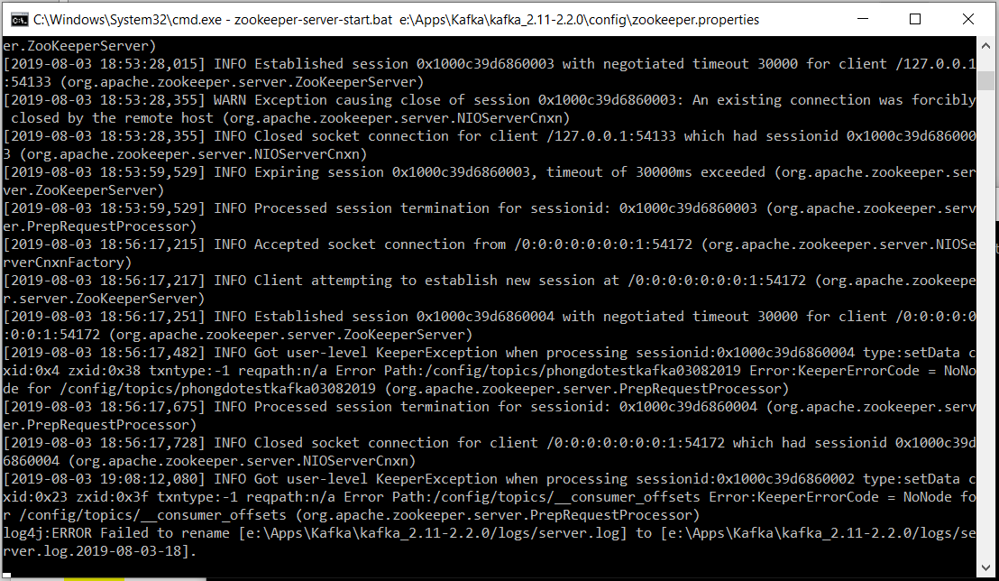 C:\Windows\System32\cmd.exe - zookeeper-server-start.bat  e:\Apps\Kafka\kafka_2.11-2.2.0\config\zookeeper.properties
er.ZooKeeperServer)
[2019-08-03 18:53:28,015] INFO Established session 0x1000c39d6860003 with negotiated timeout 30000 for client /127.0.0.1
:54133 (org.apache.zookeeper.server.ZooKeeperServer)
[2019-08-03 18:53:28,355] WARN Exception causing close of session 0x1000c39d6860003: An existing connection was forcibly
 closed by the remote host (org.apache.zookeeper.server.NIOServerCnxn)
[2019-08-03 18:53:28,355] INFO Closed socket connection for client /127.0.0.1:54133 which had sessionid 0x1000c39d686000
3 (org.apache.zookeeper.server.NIOServerCnxn)
[2019-08-03 18:53:59,529] INFO Expiring session 0x1000c39d6860003, timeout of 30000ms exceeded (org.apache.zookeeper.ser
ver.ZooKeeperServer)
[2019-08-03 18:53:59,529] INFO Processed session termination for sessionid: 0x1000c39d6860003 (org.apache.zookeeper.serv
er.PrepRequestProcessor)
[2019-08-03 18:56:17,215] INFO Accepted socket connection from /0:0:0:0:0:0:0:1:54172 (org.apache.zookeeper.server.NIOSe
rverCnxnFactory)
[2019-08-03 18:56:17,217] INFO Client attempting to establish new session at /0:0:0:0:0:0:0:1:54172 (org.apache.zookeepe
r.server.ZooKeeperServer)
[2019-08-03 18:56:17,251] INFO Established session 0x1000c39d6860004 with negotiated timeout 30000 for client /0:0:0:0:0
:0:0:1:54172 (org.apache.zookeeper.server.ZooKeeperServer)
[2019-08-03 18:56:17,482] INFO Got user-level KeeperException when processing sessionid:0x1000c39d6860004 type:setData c
xid:0x4 zxid:0x38 txntype:-1 reqpath:n/a Error Path:/config/topics/phongdotestkafka03082019 Error:KeeperErrorCode = NoNo
de for /config/topics/phongdotestkafka03082019 (org.apache.zookeeper.server.PrepRequestProcessor)
[2019-08-03 18:56:17,675] INFO Processed session termination for sessionid: 0x1000c39d6860004 (org.apache.zookeeper.serv
er.PrepRequestProcessor)
[2019-08-03 18:56:17,728] INFO Closed socket connection for client /0:0:0:0:0:0:0:1:54172 which had sessionid 0x1000c39d
6860004 (org.apache.zookeeper.server.NIOServerCnxn)
[2019-08-03 19:08:12,080] INFO Got user-level KeeperException when processing sessionid:0x1000c39d6860002 type:setData c
xid:0x23 zxid:0x3f txntype:-1 reqpath:n/a Error Path:/config/topics/__consumer_offsets Error:KeeperErrorCode = NoNode fo
r /config/topics/__consumer_offsets (org.apache.zookeeper.server.PrepRequestProcessor)
log4j:ERROR Failed to rename [e:\Apps\Kafka\kafka_2.11-2.2.0/logs/server.log] to [e:\Apps\Kafka\kafka_2.11-2.2.0/logs/se
rver.log.2019-08-03-18].